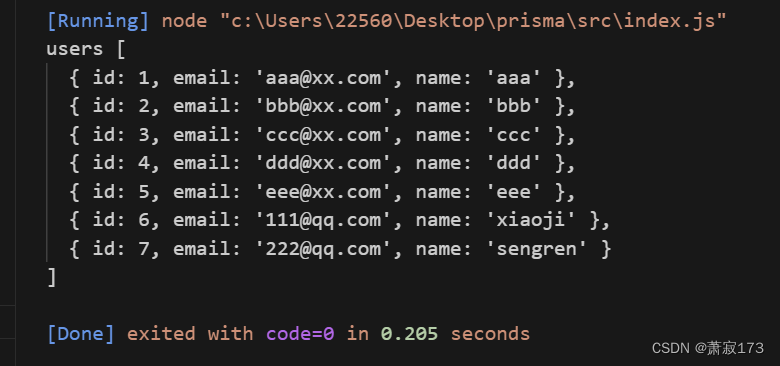 [Running] node "c:\Users\22560\Desktop\prisma\src\index.js"
users [
  { id: 1, email: 'aaa@xx.com', name: 'aaa' },
  { id: 2, email: 'bbb@xx.com', name: 'bbb' },
  { id: 3, email: 'ccc@xx.com', name: 'ccc' },
  { id: 4, email: 'ddd@xx.com', name: 'ddd' },
  { id: 5, email: 'eee@xx.com', name: 'eee' },
  { id: 6, email: '111@qq.com', name: 'xiaoji' },
  { id: 7, email: '222@qq.com', name: 'sengren' }
]
[Done] exited with code=0 in 0.205 seconds
CSDN @萧寂173